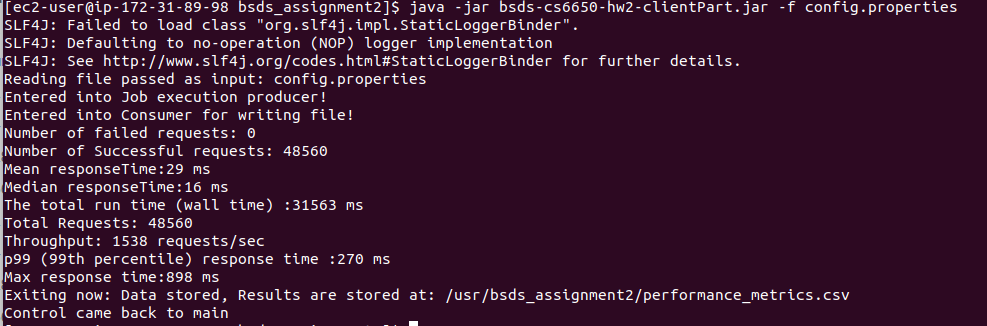 [ec2-user@ip-172-31-89-98 bsds_assignment2]$ java -jar bsds-cs6650-hw2-clientPart.jar -f config.properties
SLF4J: Failed to load class "org.slf4j.impl.StaticLoggerBinder".
SLF4J: Defaulting to no-operation (NOP) logger implementation
SLF4J: See http://www.slf4j.org/codes.html#StaticLoggerBinder for further details.
Reading file passed as input: config.properties
Entered into Job execution producer!
Entered into Consumer for writing file!
Number of failed requests: 0
Number of Successful requests: 48560
Mean responseTime:29 ms
Median responseTime:16 ms
The total run time (wall time) :31563 ms
Total Requests: 48560
Throughput: 1538 requests/sec
p99 (99th percentile) response time :270 ms
Max response time:898 ms
Exiting now: Data stored, Results are stored at: /usr/bsds_assignment2/performance_metrics.csv
Control came back to main